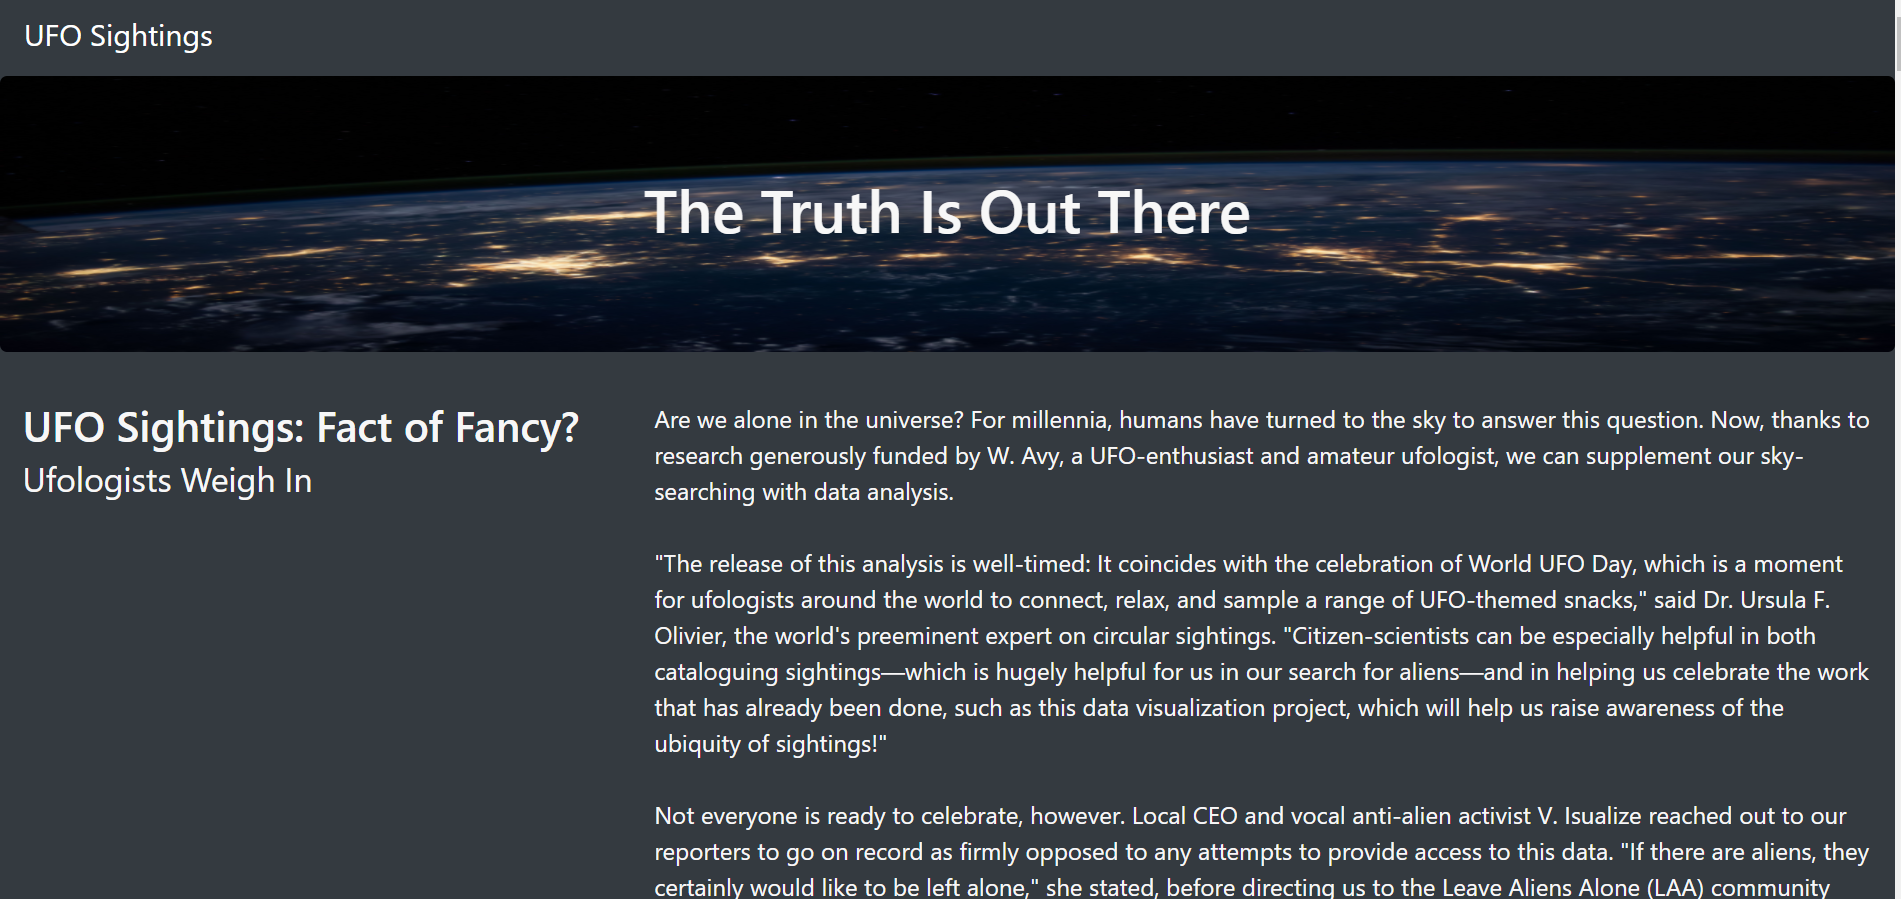 UFO Sightings
The Truth Is Out There
UFO Sightings: Fact of Fancy?
Ufologists Weigh In
Are we alone in the universe? For millennia, humans have turned to the sky to answer this question. Now, thanks to
research generously funded by W. Avy, a UFO-enthusiast and amateur ufologist, we can supplement our sky-
searching with data analysis.
"The release of this analysis is well-timed: It coincides with the celebration of World UFO Day, which is a moment
for ufologists around the world to connect, relax, and sample a range of UFO-themed snacks," said Dr. Ursula F.
Olivier, the world's preeminent expert on circular sightings. "Citizen-scientists can be especially helpful in both
cataloguing sightings—which is hugely helpful for us in our search for aliens—and in helping us celebrate the work
that has already been done, such as this data visualization project, which will help us raise awareness of the
ubiquity of sightings!"
Not everyone is ready to celebrate, however. Local CEO and vocal anti-alien activist V. Isualize reached out to our
reporters to go on record as firmly opposed to any attempts to provide access to this data. "If there are aliens, they
certainly would like to be left alone," she stated, before directing us to the Leave Aliens Alone (LAA) community